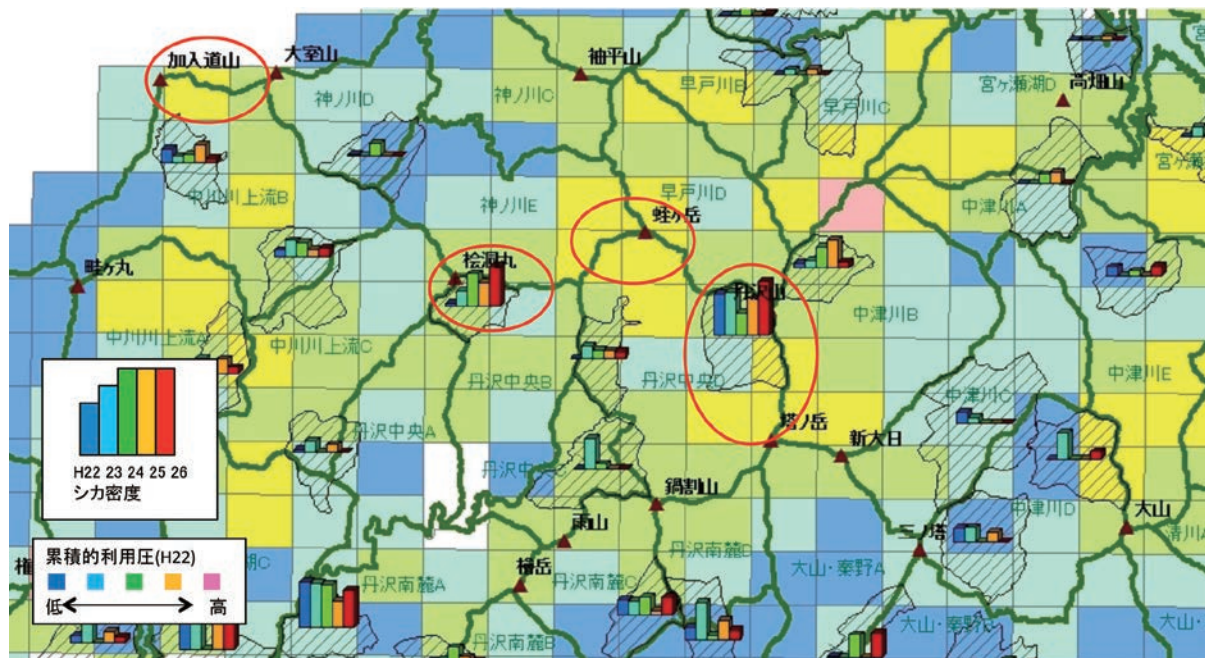 加入道山
大室山
袖平山
早戸川B
早戸川C
宮ヶ瀬湖D
高畑山
神ノ川D
神ノ川C
中川川上流B
神ノ川E
早戸川D
蛭ヶ岳
中津川A
畦ヶ丸
桧洞丸
丹沢山
中津川B
中川川上流A
中川川上流C
丹沢中央B
丹沢中央D
中津川C
中津川E
丹沢中央A
塔ノ岳
新大日
鍋割山
中津川D
大山
雨山
三ノ塔
清川A
丹沢南麓D
丹沢南麓A
檜岳
丹沢南麓C
大山・秦野A
丹沢南麓B
大山・秦野B
大山・
H22 23 24 25 26
シカ密度
累積的利用圧(H22)
低
高